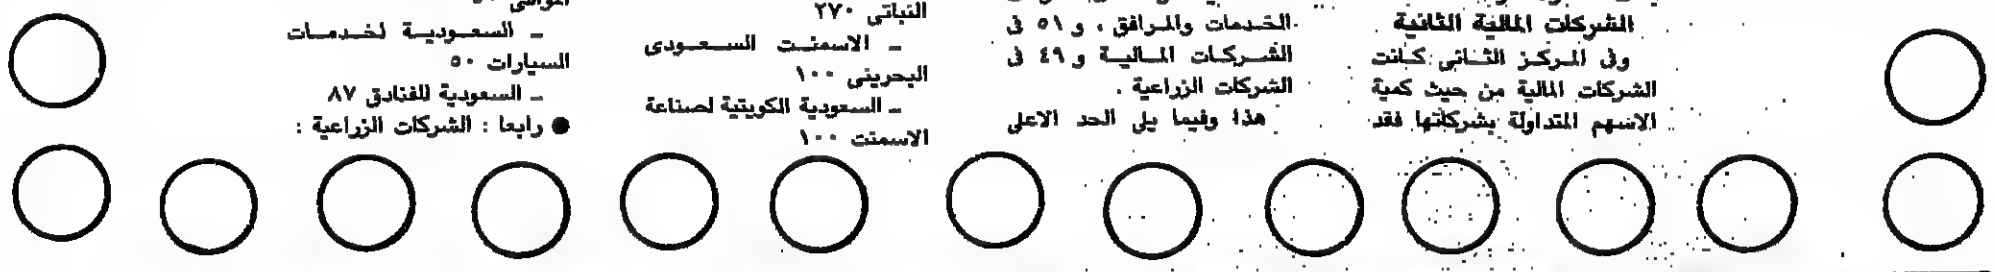 الشركات المالية الثانية
وفى المركز الثانى كانت
الشركات المالية من حيث كمية
الاسهم المتداولة بشركاتها فقد
الخدمات والمرافق ، و ٥١ فى
الشركات المالية و ٤٩ فى
الشركات الزراعية .
هذا وفيما يلى الحد الاعلى
النباتى ٢٧٠
ـ الاسمنت السعودى
البحرينى ١٠٠
ـ السعودية الكويتية لصناعة
الاسمنت ١٠٠
ـ السعودية لخدمات
السيارات ٥٠
ـ السعودية للفنادق ٨٧
● رابعا : الشركات الزراعية :